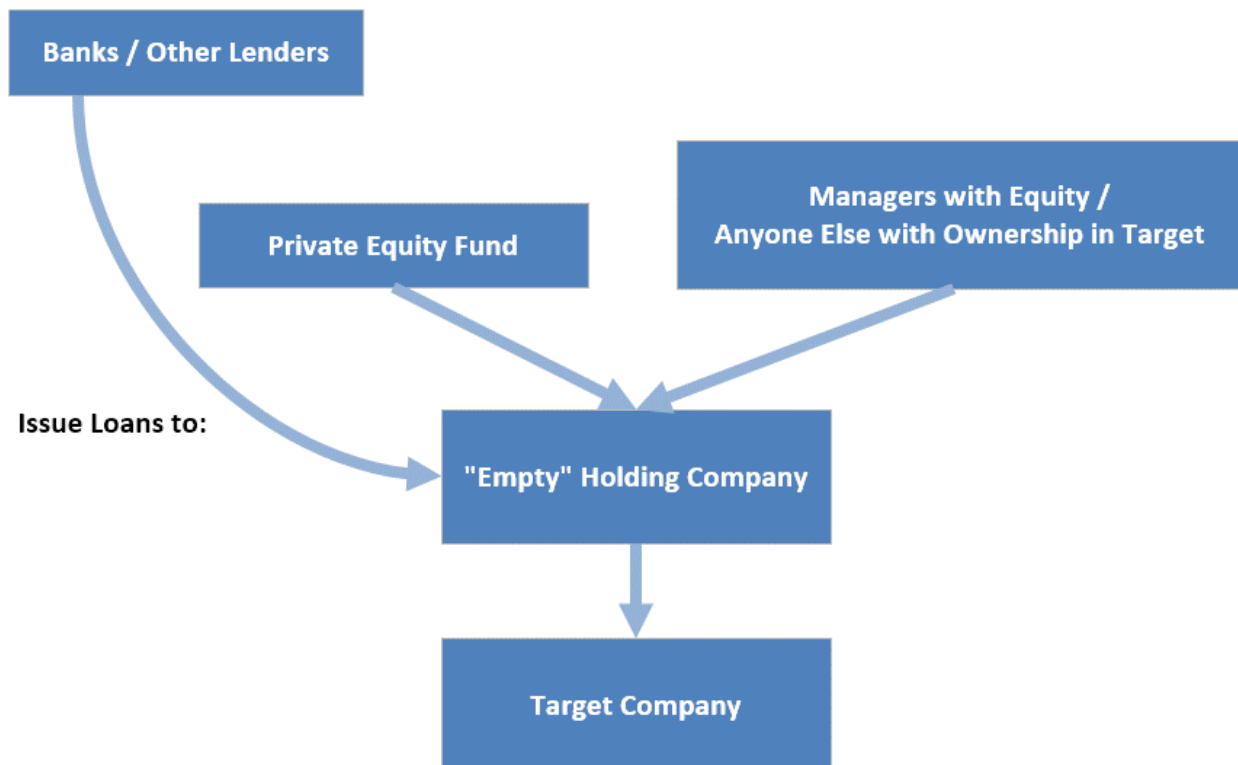 Banks / Other Lenders
Managers with Equity /
Anyone Else with Ownership in Target
Private Equity Fund
Issue Loans to:
"Empty" Holding Company
Target Company